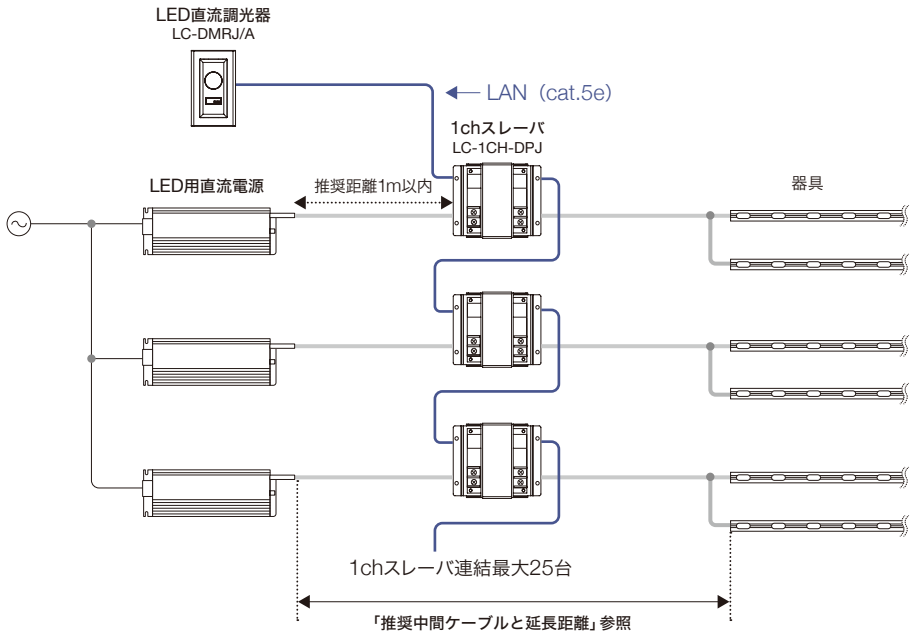 LED直流調光器
LC-DMRJ/A
LAN（cat.5e）
1chスレーバ
LC-1CH-DPJ
LED用直流電源
推奨距離1m以内
器具
1chスレーバ連結最大25台
「推奨中間ケーブルと延長距離」参照